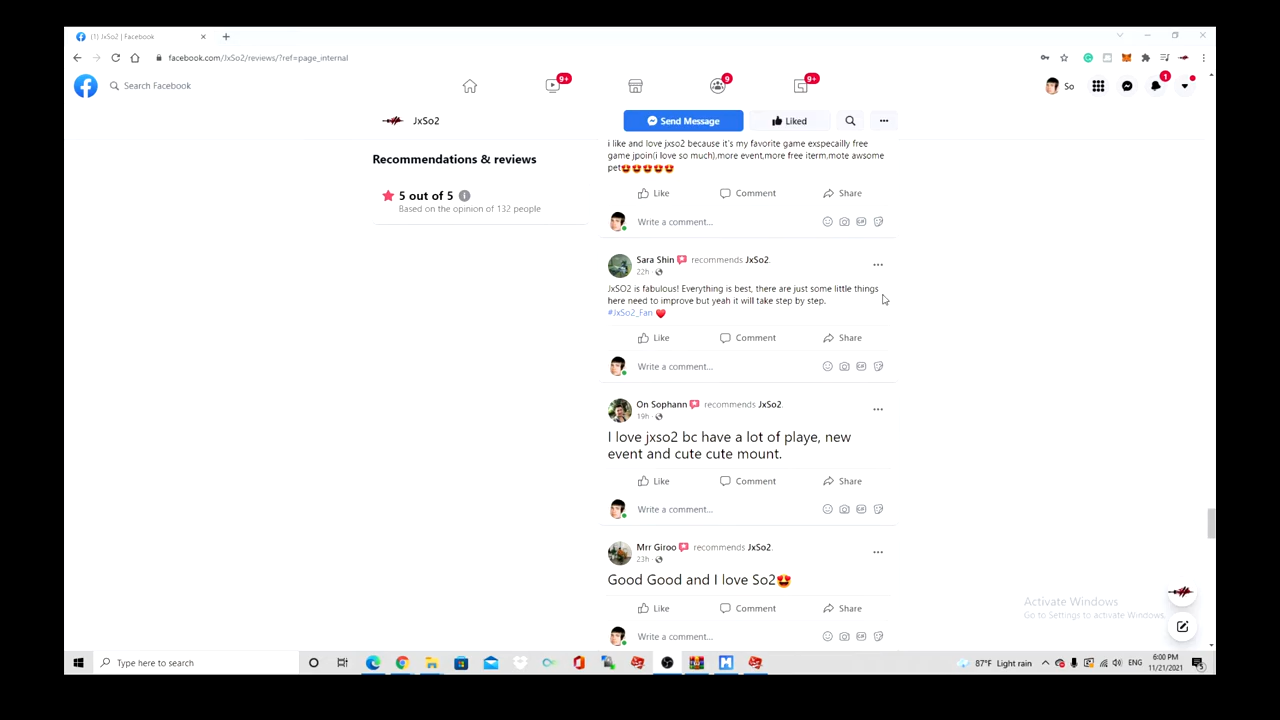 (1) JxSo2 | Facebook
facebook.com/JxSo2/reviews/?ref=page_internal
Search Facebook
9+
9
9+
So
1
JxSo2
Send Message
Liked
Recommendations & reviews
5 out of 5
Based on the opinion of 132 people
i like and love jxso2 because it's my favorite game exspecailly free
game jpoin(i love so much),more event,more free iterm,mote awsome
pet😍😍😍😍😍
Like Comment Share
Write a comment...
Sara Shin recommends JxSo2.
22h
JxSO2 is fabulous! Everything is best, there are just some little things
here need to improve but yeah it will take step by step.
#JxSo2_Fan ❤️
Like Comment Share
Write a comment...
On Sophann recommends JxSo2.
19h
I love jxso2 bc have a lot of playe, new
event and cute cute mount.
Like Comment Share
Write a comment...
Mrr Giroo recommends JxSo2.
23h
Good Good and I love So2😍
Like Comment Share
Write a comment...
Activate Windows
Go to Settings to activate Windows.
Type here to search
87°F Light rain
ENG
6:00 PM
11/21/2021
5